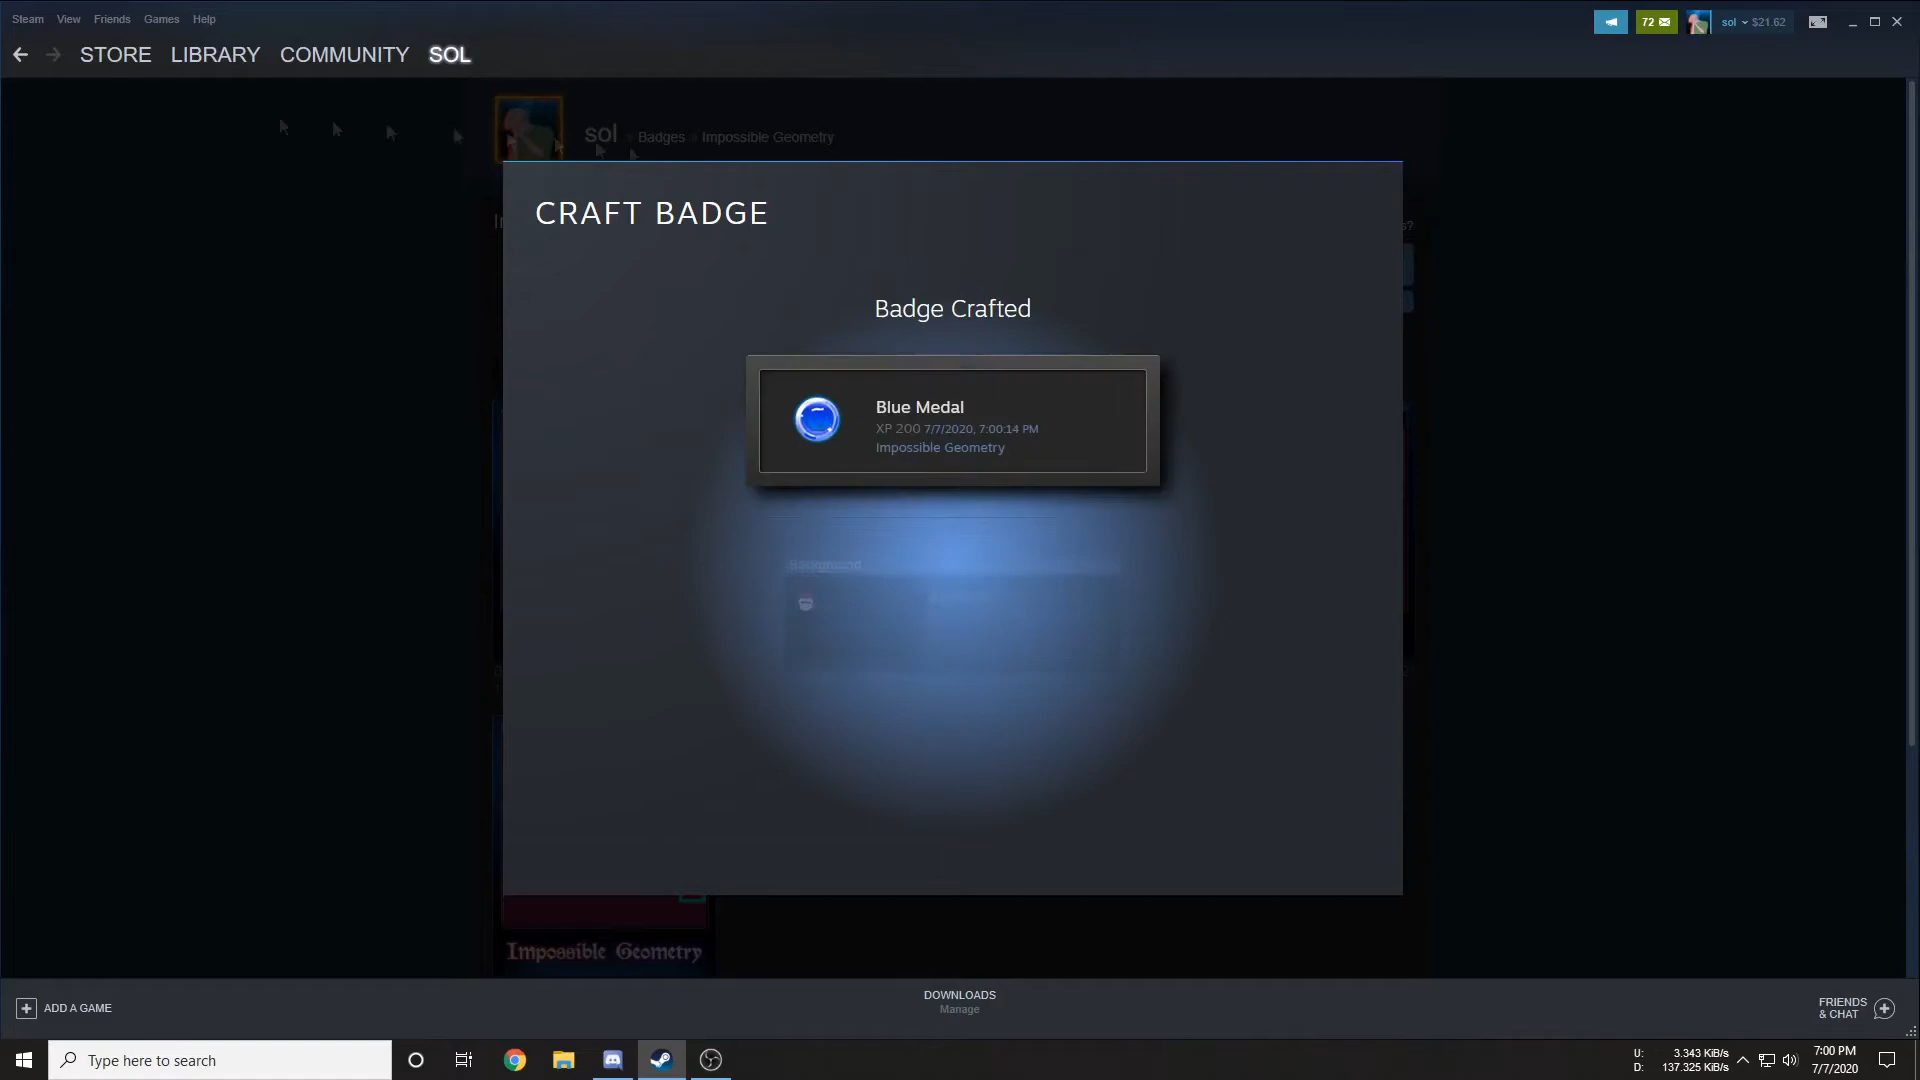 Steam View Friends Games Help
72 sol $21.62
STORE LIBRARY COMMUNITY SOL
sol Badges Impossible Geometry
CRAFT BADGE
s?
Badge Crafted
Blue Medal
XP 200 7/7/2020, 7:00:14 PM
Impossible Geometry
Background
Impossible Geometry
ADD A GAME
DOWNLOADS
Manage
FRIENDS
& CHAT
Type here to search
U: 3.343 KiB/s
D: 137.325 KiB/s
7:00 PM
7/7/2020